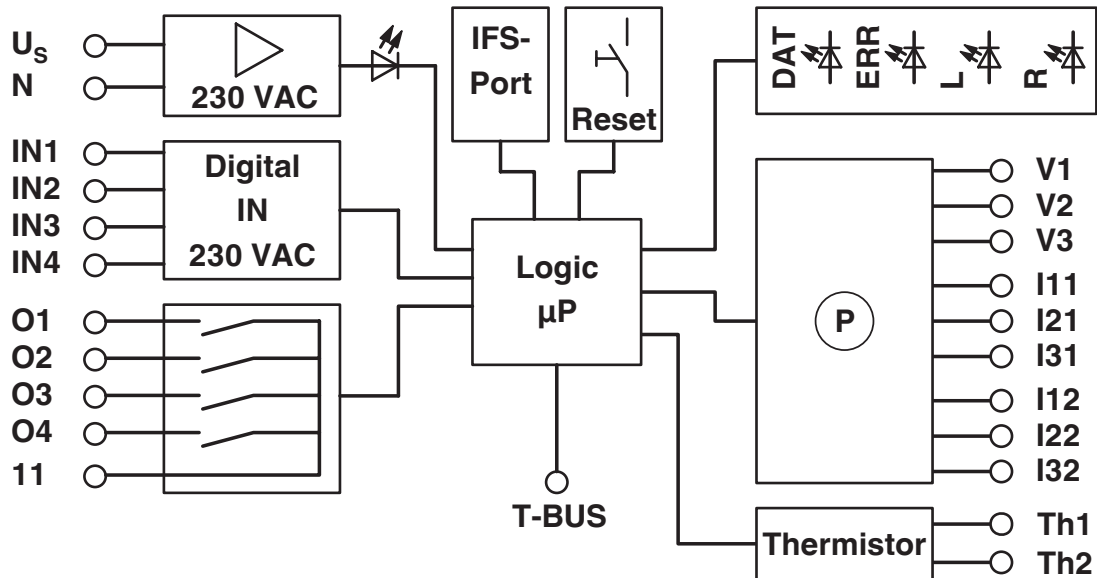 US
N
230 VAC
IFS-
Port
Reset
DAT
ERR
L
R
IN1
IN2
IN3
IN4
Digital
IN
230 VAC
O1
O2
O3
O4
11
Logic
µP
T-BUS
P
V1
V2
V3
I11
I21
I31
I12
I22
I32
Thermistor
Th1
Th2